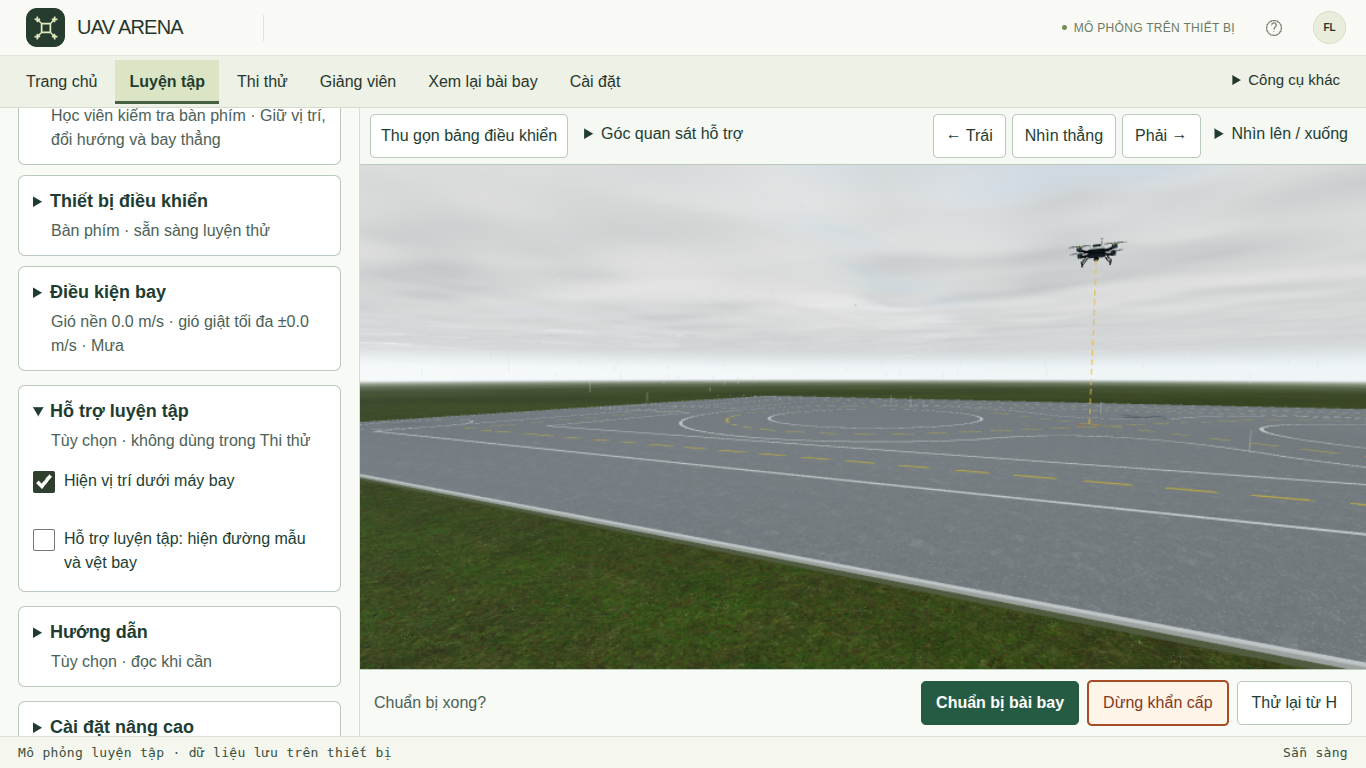 UAV ARENA
MÔ PHỎNG TRÊN THIẾT BỊ
FL
Trang chủ
Luyện tập
Thi thử
Giảng viên
Xem lại bài bay
Cài đặt
Công cụ khác
Học viên kiểm tra bàn phím · Giữ vị trí,
đổi hướng và bay thẳng
Thiết bị điều khiển
Bàn phím · sẵn sàng luyện thử
Điều kiện bay
Gió nền 0.0 m/s · gió giật tối đa ±0.0
m/s · Mưa
Hỗ trợ luyện tập
Tùy chọn · không dùng trong Thi thử
Hiện vị trí dưới máy bay
Hỗ trợ luyện tập: hiện đường mẫu
và vệt bay
Hướng dẫn
Tùy chọn · đọc khi cần
Cài đặt nâng cao
Thu gọn bảng điều khiển
Góc quan sát hỗ trợ
← Trái
Nhìn thẳng
Phải →
Nhìn lên / xuống
Chuẩn bị xong?
Chuẩn bị bài bay
Dừng khẩn cấp
Thử lại từ H
Mô phỏng luyện tập · dữ liệu lưu trên thiết bị
Sẵn sàng